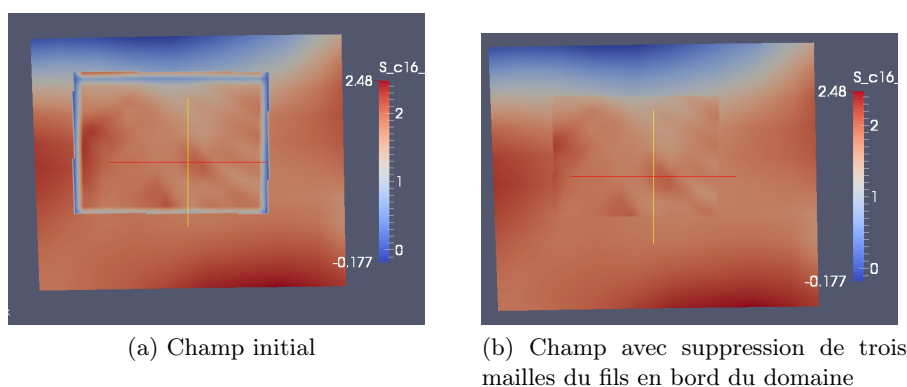 S_c16_
2.48
2
1
0
-0.177
S_c16_
2.48
2
1
0
-0.177
(a) Champ initial
(b) Champ avec suppression de trois
mailles du fils en bord du domaine